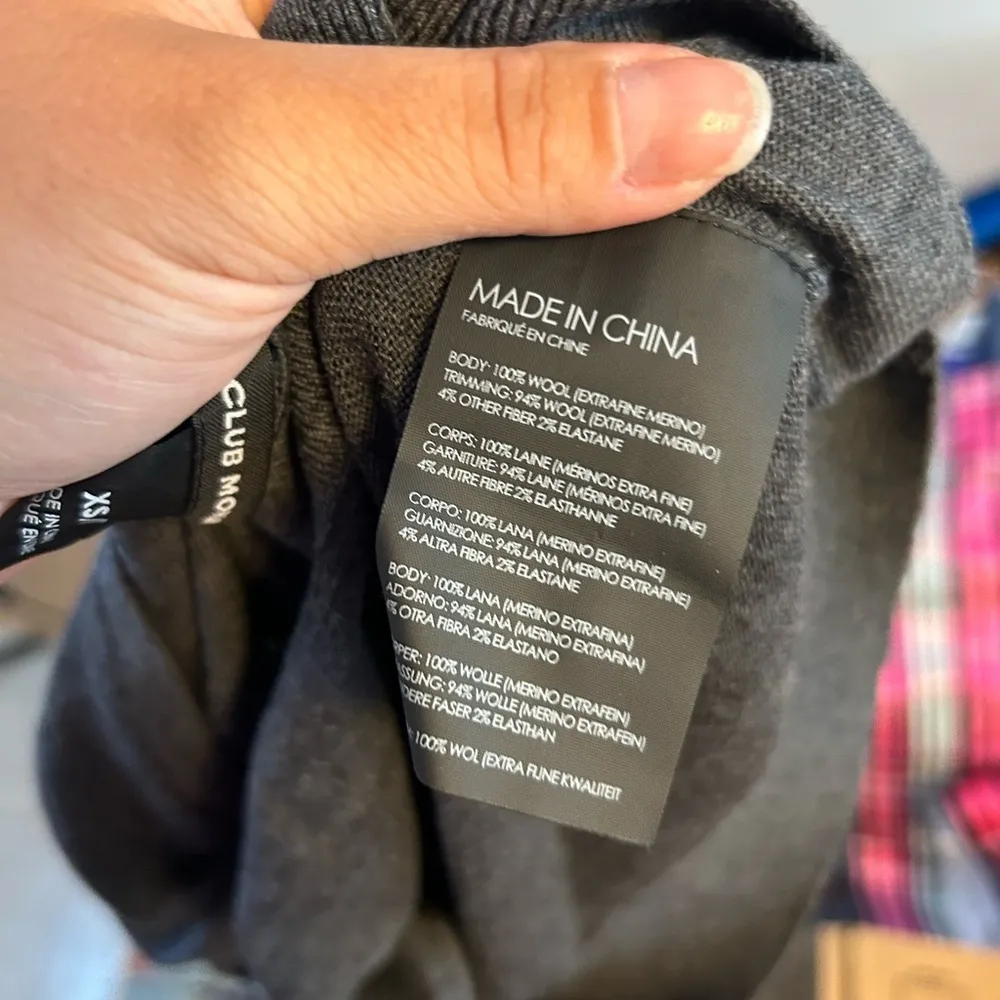 MADE IN CHINA
FABRIQUÉ EN CHINE
BODY: 100% WOOL (EXTRAFINE MERINO)
TRIMMING: 94% WOOL (EXTRAFINE MERINO)
4% OTHER FIBER 2% ELASTANE
CORPS: 100% LAINE (MÉRINOS EXTRA FINE)
GARNITURE: 94% LAINE (MÉRINOS EXTRA FINE)
4% AUTRE FIBRE 2% ELASTHANNE
CORPO: 100% LANA (MERINO EXTRAFINE)
GUARNIZIONE: 94% LANA (MERINO EXTRAFINE)
4% ALTRA FIBRA 2% ELASTANE
BODY: 100% LANA (MERINO EXTRAFINA)
ADORNO: 94% LANA (MERINO EXTRAFINA)
4% OTRA FIBRA 2% ELASTANO
100% WOLLE (MERINO EXTRAFEIN)
94% WOLLE (MERINO EXTRAFEIN)
FASER 2% ELASTHAN
100% WOL (EXTRA FIJNE KWALITEIT
CLUB
XS/